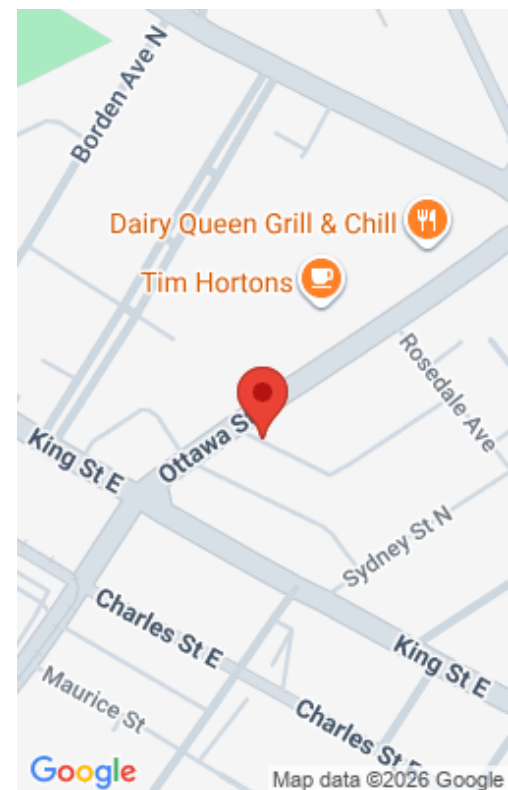 Borden Ave N
Dairy Queen Grill & Chill
Tim Hortons
Rosedale Ave
Ottawa S
King St E
Sydney St N
Charles St E
King St E
Maurice St
Charles St E
Google
Map data ©2026 Google